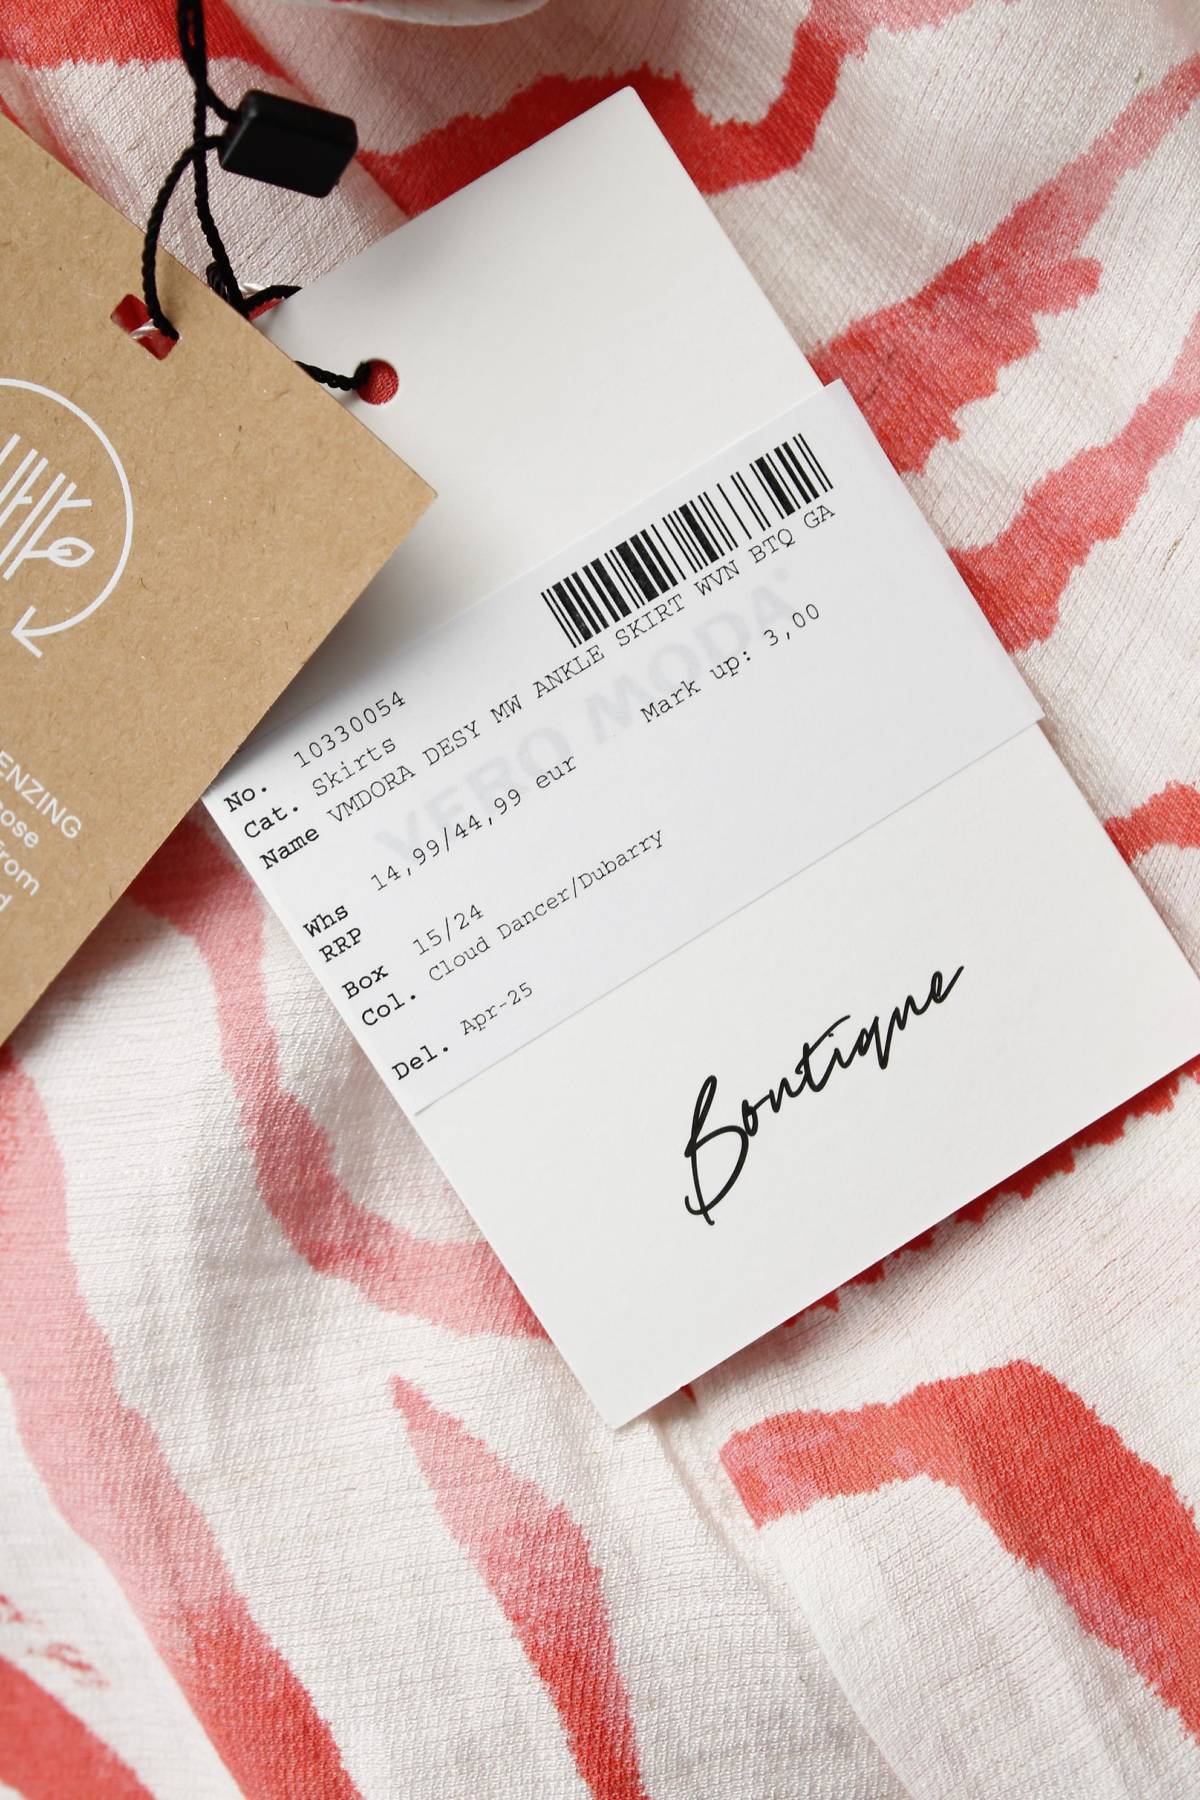 No. 10330054
Cat. Skirts
Name VMDORA DESY MW ANKLE SKIRT WVN BTQ GA
Whs 14,99/44,99 eur Mark up: 3,00
RRP
Box 15/24
Col. Cloud Dancer/Dubarry
Del. Apr-25
VERO MODA
Boutique
ENZING
ose
from
d